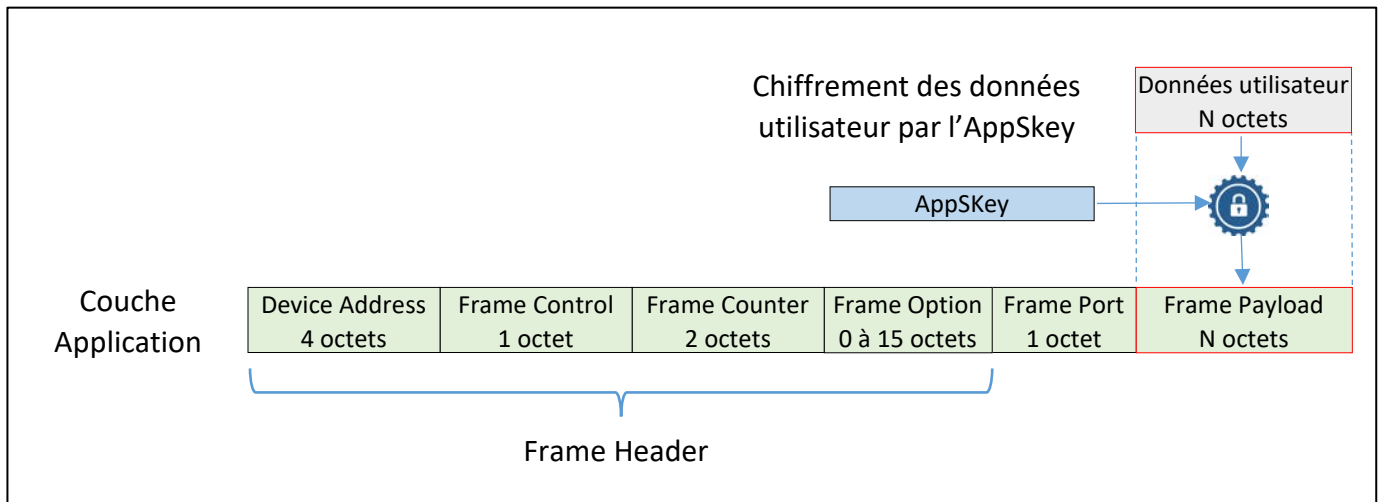 Chiffrement des données
utilisateur par l'AppSkey
Données utilisateur
N octets
AppSKey
Couche
Application
Device Address
4 octets
Frame Control
1 octet
Frame Counter
2 octets
Frame Option
0 à 15 octets
Frame Port
1 octet
Frame Payload
N octets
Frame Header